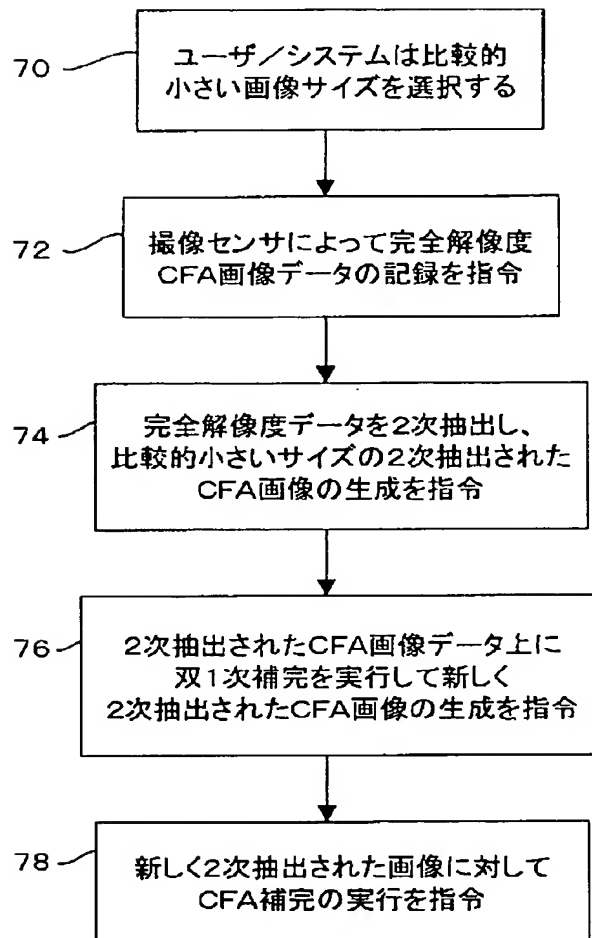 70
ユーザ／システムは比較的
小さい画像サイズを選択する
72
撮像センサによって完全解像度
CFA画像データの記録を指令
74
完全解像度データを2次抽出し、
比較的小さいサイズの2次抽出された
CFA画像の生成を指令
76
2次抽出されたCFA画像データ上に
双1次補完を実行して新しく
2次抽出されたCFA画像の生成を指令
78
新しく2次抽出された画像に対して
CFA補完の実行を指令